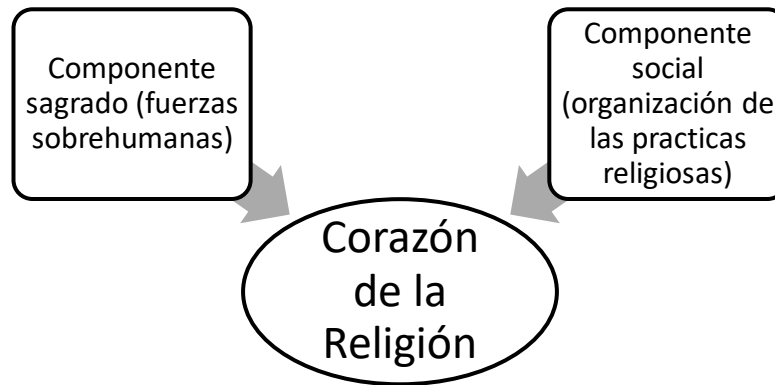 Componente
sagrado (fuerzas
sobrehumanas)
Componente
social
(organización de
las practicas
religiosas)
Corazón
de la
Religión